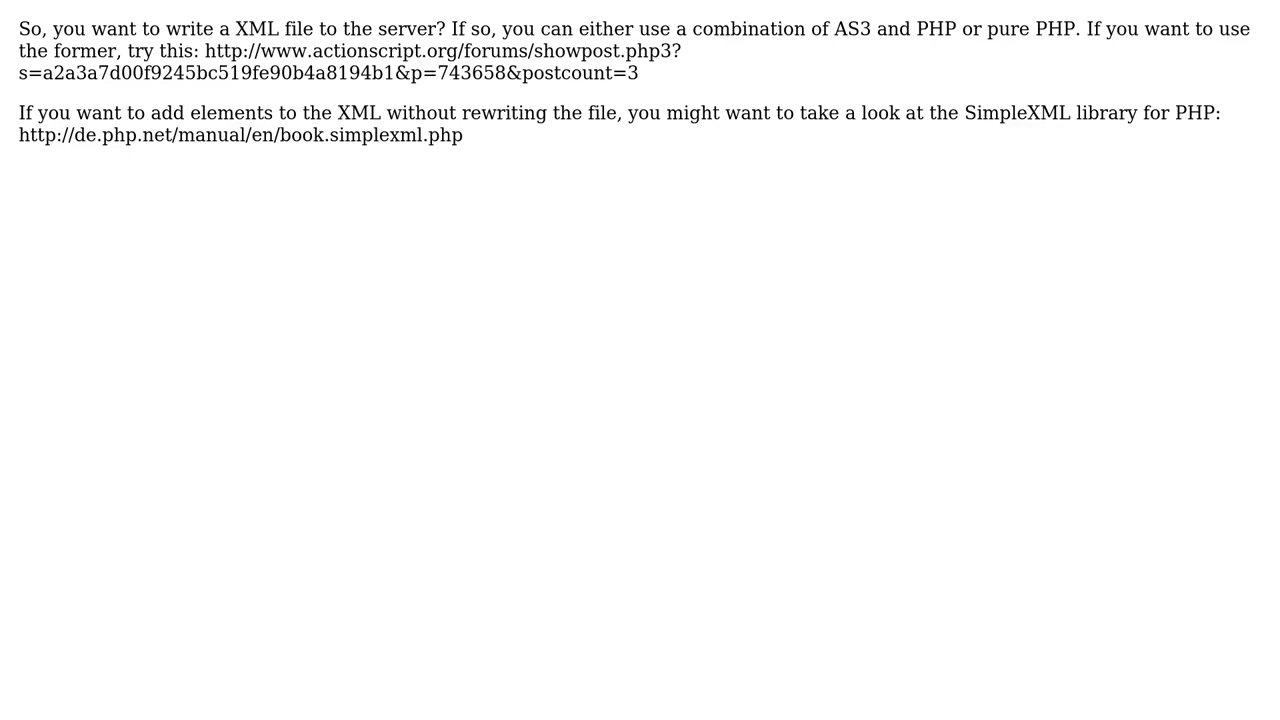 So, you want to write a XML file to the server? If so, you can either use a combination of AS3 and PHP or pure PHP. If you want to use
the former, try this: http://www.actionscript.org/forums/showpost.php3?
s=a2a3a7d00f9245bc519fe90b4a8194b1&p=743658&postcount=3
If you want to add elements to the XML without rewriting the file, you might want to take a look at the SimpleXML library for PHP:
http://de.php.net/manual/en/book.simplexml.php